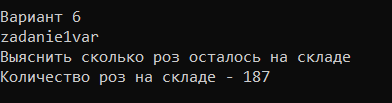 Вариант 6
zadanie1var
Выяснить сколько роз осталось на складе
Количество роз на складе - 187